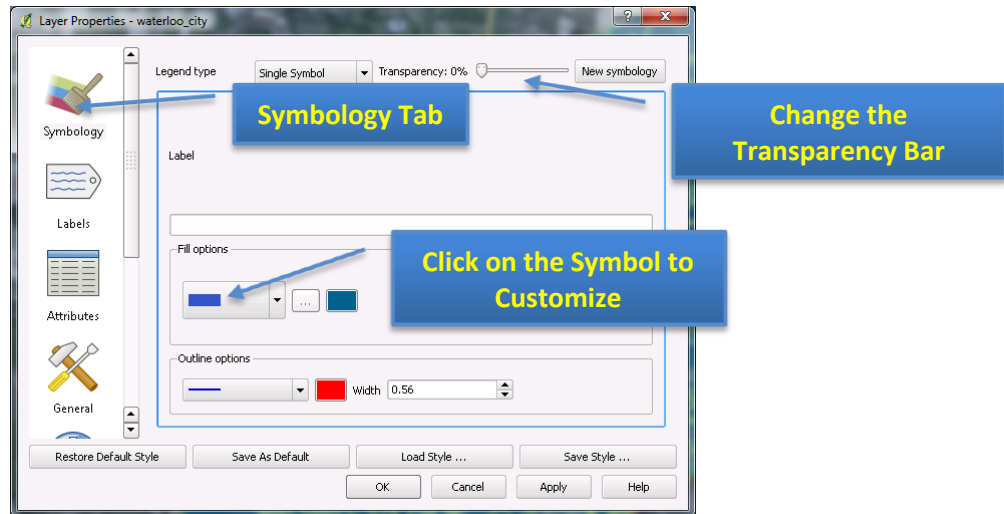 Layer Properties - waterloo_city
Legend type Single Symbol Transparency: 0% New symbology
Symbology Tab
Change the
Transparency Bar
Symbology
Label
Labels
Fill options
Click on the Symbol to
Customize
...
Attributes
Outline options
Width 0.56
General
Restore Default Style Save As Default Load Style ... Save Style ...
OK Cancel Apply Help